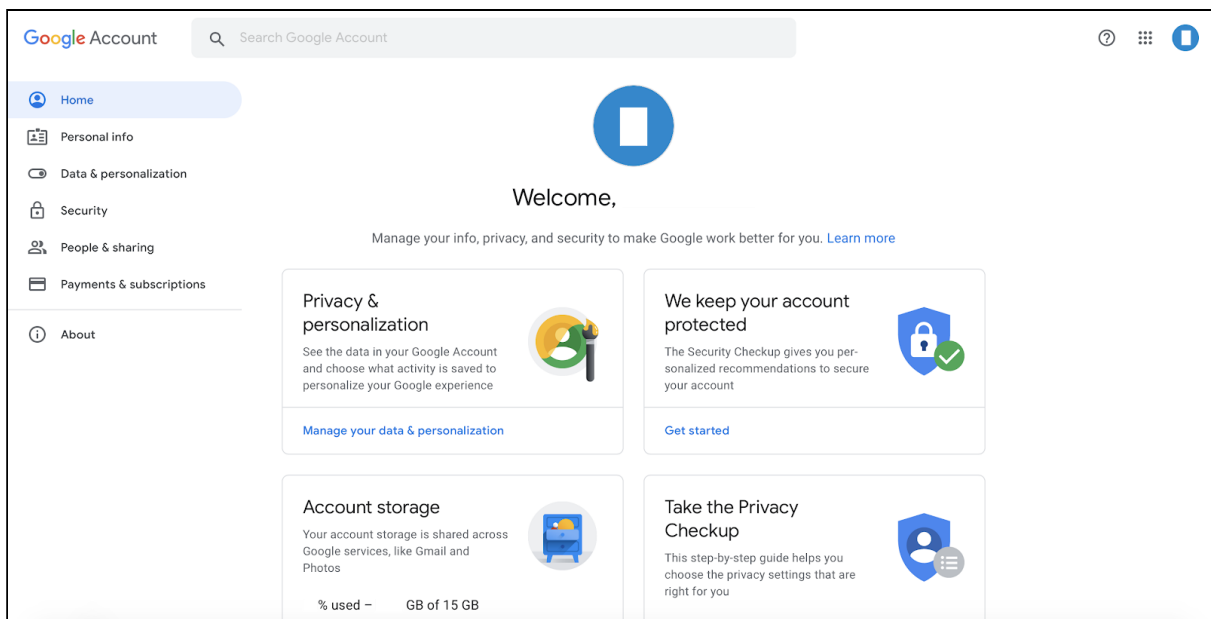 Google Account
Search Google Account
Home
Personal info
Data & personalization
Security
People & sharing
Payments & subscriptions
About
Welcome,
Manage your info, privacy, and security to make Google work better for you. Learn more
Privacy &
personalization
See the data in your Google Account
and choose what activity is saved to
personalize your Google experience
Manage your data & personalization
We keep your account
protected
The Security Checkup gives you per-
sonalized recommendations to secure
your account
Get started
Account storage
Your account storage is shared across
Google services, like Gmail and
Photos
% used – GB of 15 GB
Take the Privacy
Checkup
This step-by-step guide helps you
choose the privacy settings that are
right for you